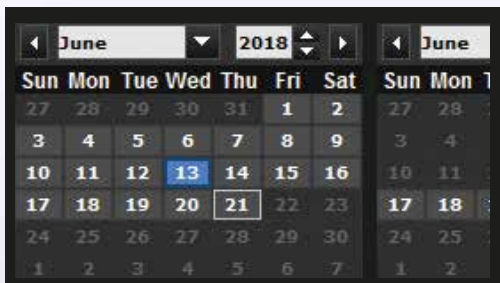 June 2018 June
Sun Mon Tue Wed Thu Fri Sat Sun Mon
27 28 29 30 31 1 2 27 28
3 4 5 6 7 8 9 3 4
10 11 12 13 14 15 16 10 11
17 18 19 20 21 22 23 17 18
24 25 26 27 28 29 30 24 25
1 2 3 4 5 6 7 1 2